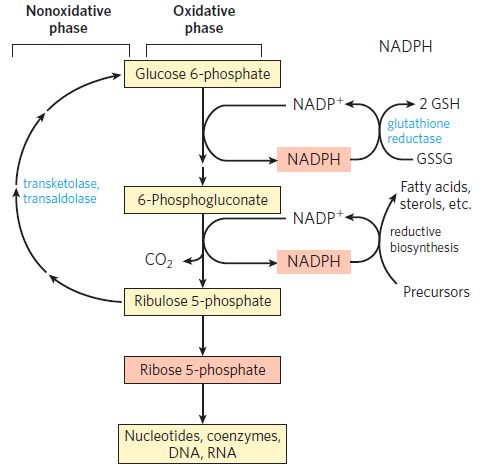 Nonoxidative
phase
Oxidative
phase
NADPH
Glucose 6-phosphate
NADP+
2 GSH
glutathione
reductase
NADPH
GSSG
transketolase,
transaldolase
6-Phosphogluconate
Fatty acids,
sterols, etc.
NADP+
reductive
biosynthesis
CO₂
NADPH
Precursors
Ribulose 5-phosphate
Ribose 5-phosphate
Nucleotides, coenzymes,
DNA, RNA